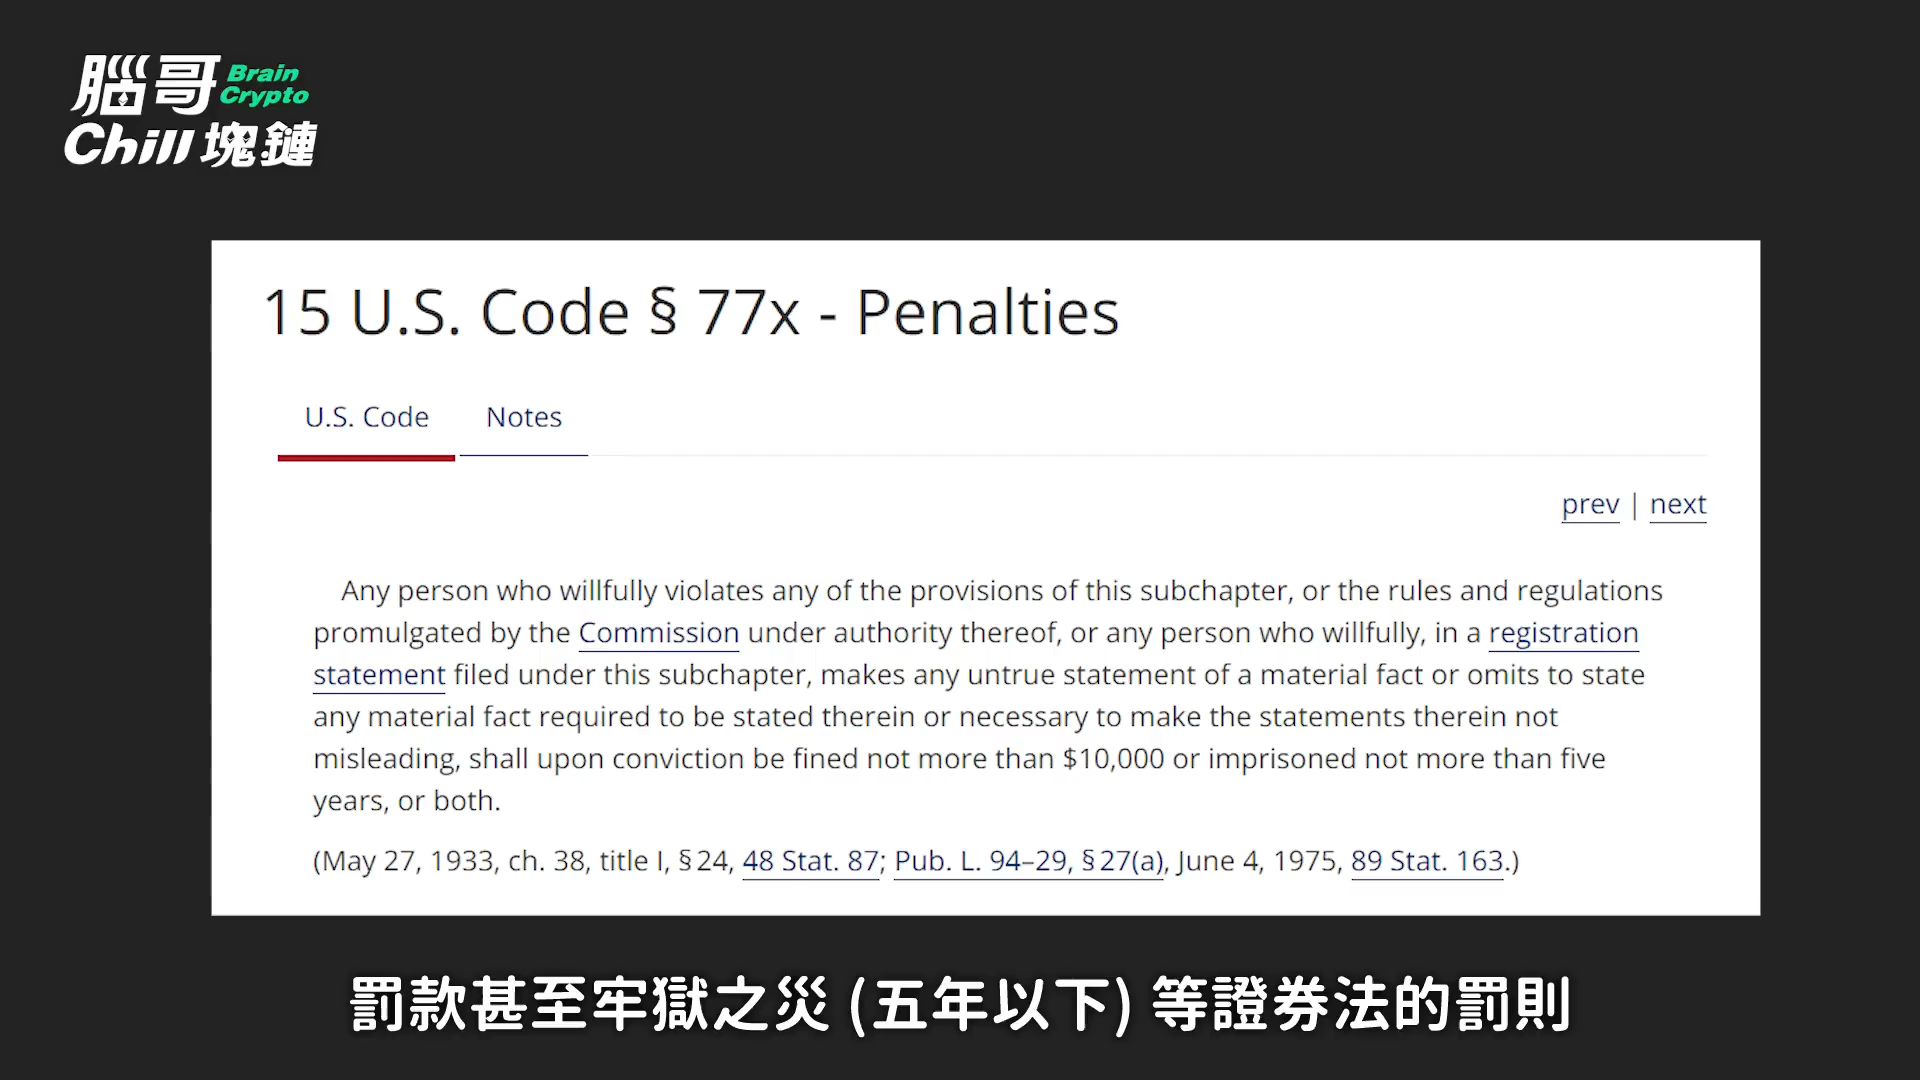 腦哥 Brain Crypto
Chill 塊鏈
15 U.S. Code § 77x - Penalties
U.S. Code Notes
prev | next
Any person who willfully violates any of the provisions of this subchapter, or the rules and regulations
promulgated by the Commission under authority thereof, or any person who willfully, in a registration
statement filed under this subchapter, makes any untrue statement of a material fact or omits to state
any material fact required to be stated therein or necessary to make the statements therein not
misleading, shall upon conviction be fined not more than $10,000 or imprisoned not more than five
years, or both.
(May 27, 1933, ch. 38, title I, § 24, 48 Stat. 87; Pub. L. 94–29, § 27(a), June 4, 1975, 89 Stat. 163.)
罰款甚至牢獄之災 (五年以下) 等證券法的罰則